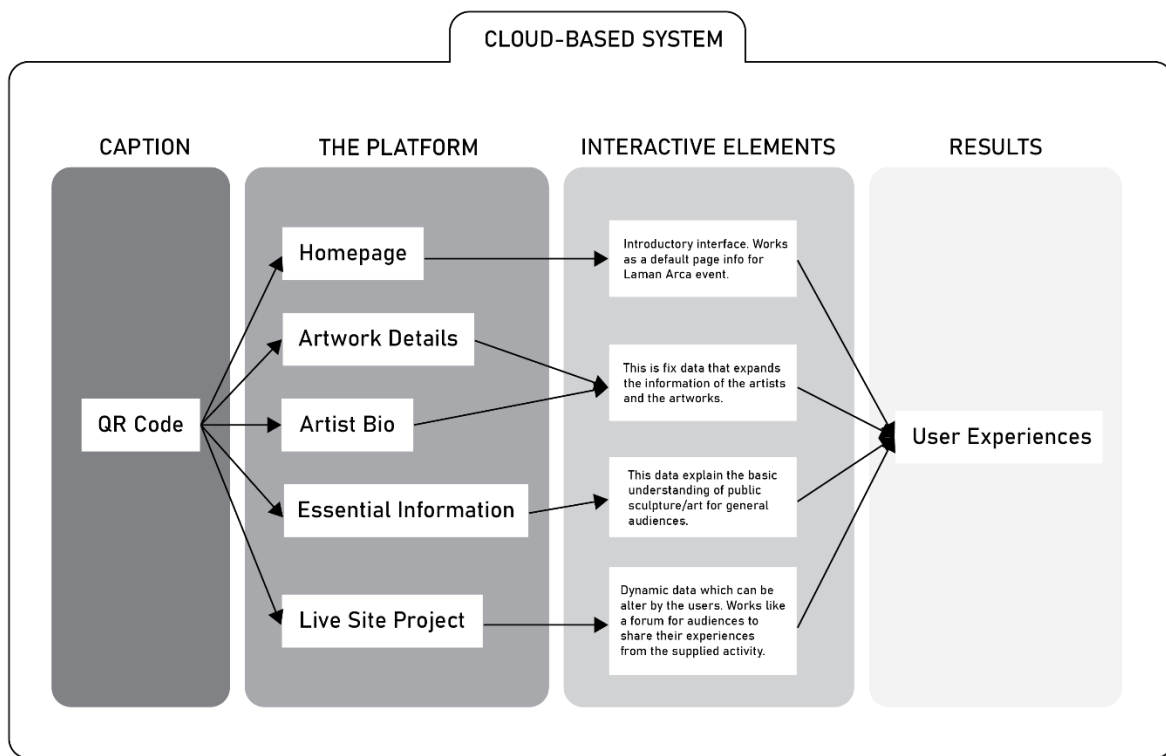 CLOUD-BASED SYSTEM
CAPTION
THE PLATFORM
INTERACTIVE ELEMENTS
RESULTS
QR Code
Homepage
Artwork Details
Artist Bio
Essential Information
Live Site Project
Introductory interface. Works
as a default page info for
Laman Arca event.
This is fix data that expands
the information of the artists
and the artworks.
This data explain the basic
understanding of public
sculpture/art for general
audiences.
Dynamic data which can be
alter by the users. Works like
a forum for audiences to
share their experiences
from the supplied activity.
User Experiences